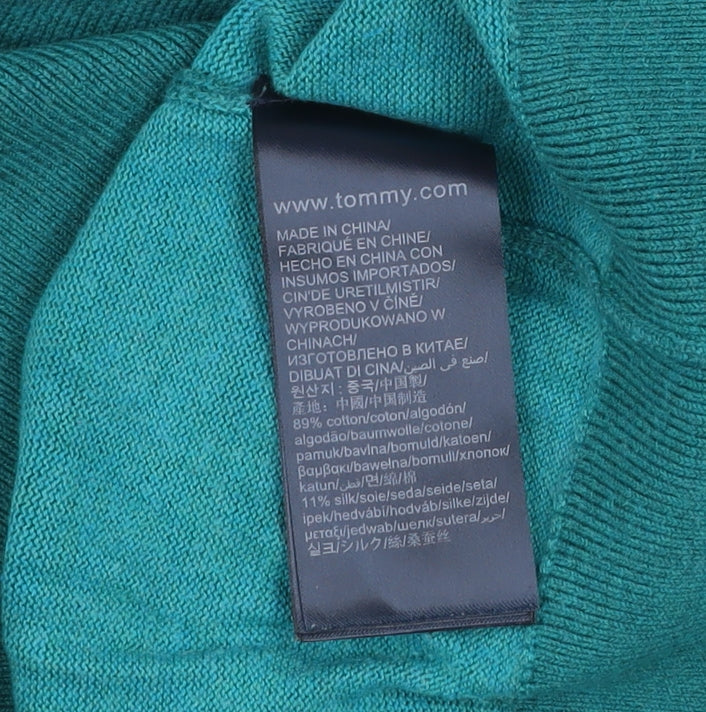 www.tommy.com
MADE IN CHINA/
FABRIQUÉ EN CHINE/
HECHO EN CHINA CON
INSUMOS IMPORTADOS/
CIN'DE URETILMISTIR/
VYROBENO V ČÍNĚ/
WYPRODUKOWANO W
CHINACH/
ИЗГОТОВЛЕНО В КИТАЕ/
DIBUAT DI CINA/صنع في الصين/
원산지: 중국/中国製/
產地: 中國/中国制造
89% cotton/coton/algodón/
algodão/baumwolle/cotone/
pamuk/bavlna/bomuld/katoen/
βαμβακι/bawełna/bomull/хлопок/
katun/قطن/면/綿/棉
11% silk/soie/seda/seide/seta/
ipek/hedvábí/hodváb/silke/zijde/
μεταξι/jedwab/шелк/sutera/حرير/
실크/シルク/絲/桑蚕丝